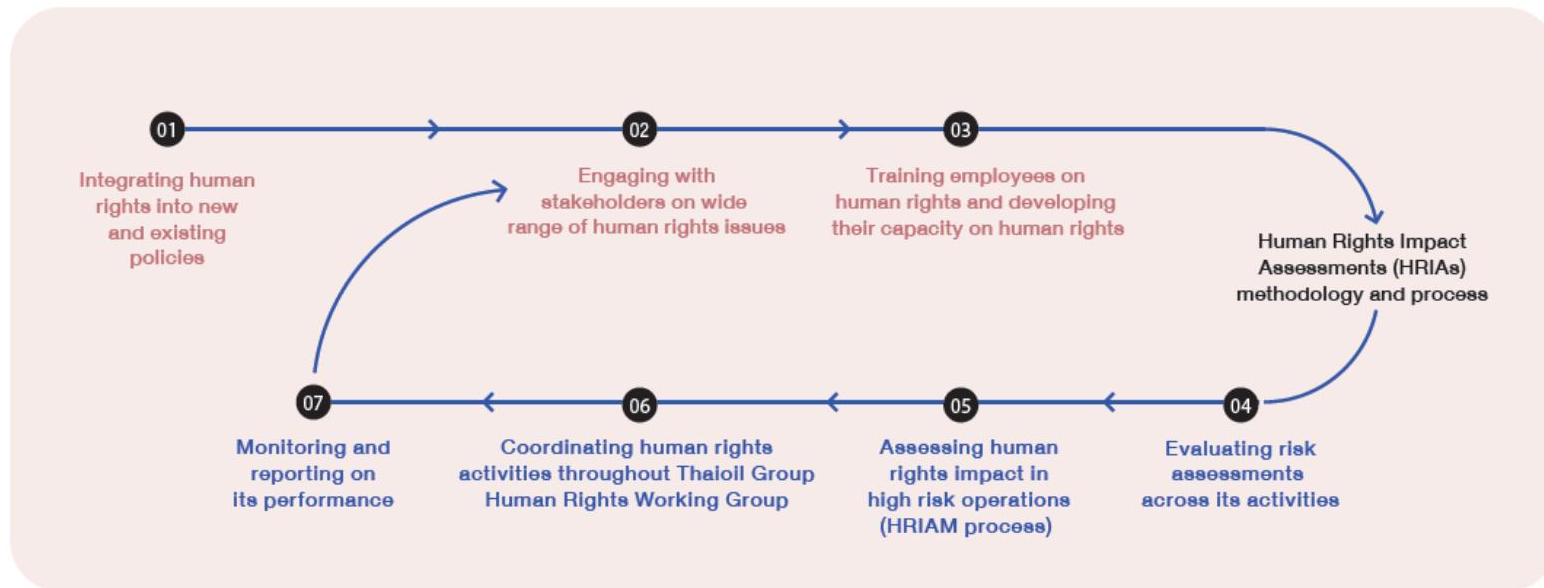 01
Integrating human
rights into new
and existing
policies
02
Engaging with
stakeholders on wide
range of human rights issues
03
Training employees on
human rights and developing
their capacity on human rights
Human Rights Impact
Assessments (HRIAs)
methodology and process
04
Evaluating risk
assessments
across its activities
05
Assessing human
rights impact in
high risk operations
(HRIAM process)
06
Coordinating human rights
activities throughout Thaioil Group
Human Rights Working Group
07
Monitoring and
reporting on
its performance